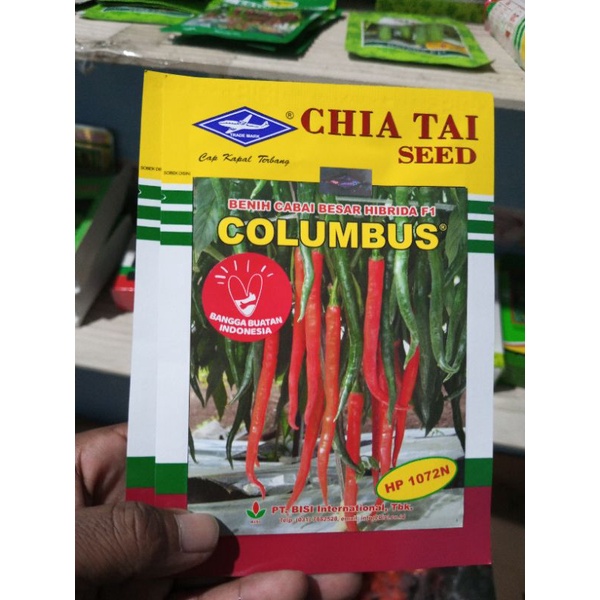 CHIA TAI
SEED
®
TRADE MARK
Cap Kapal Terbang
BENIH CABAI BESAR HIBRIDA F1
COLUMBUS®
BANGGA BUATAN
INDONESIA
HP 1072N
BISI
PT. BISI International, Tbk.